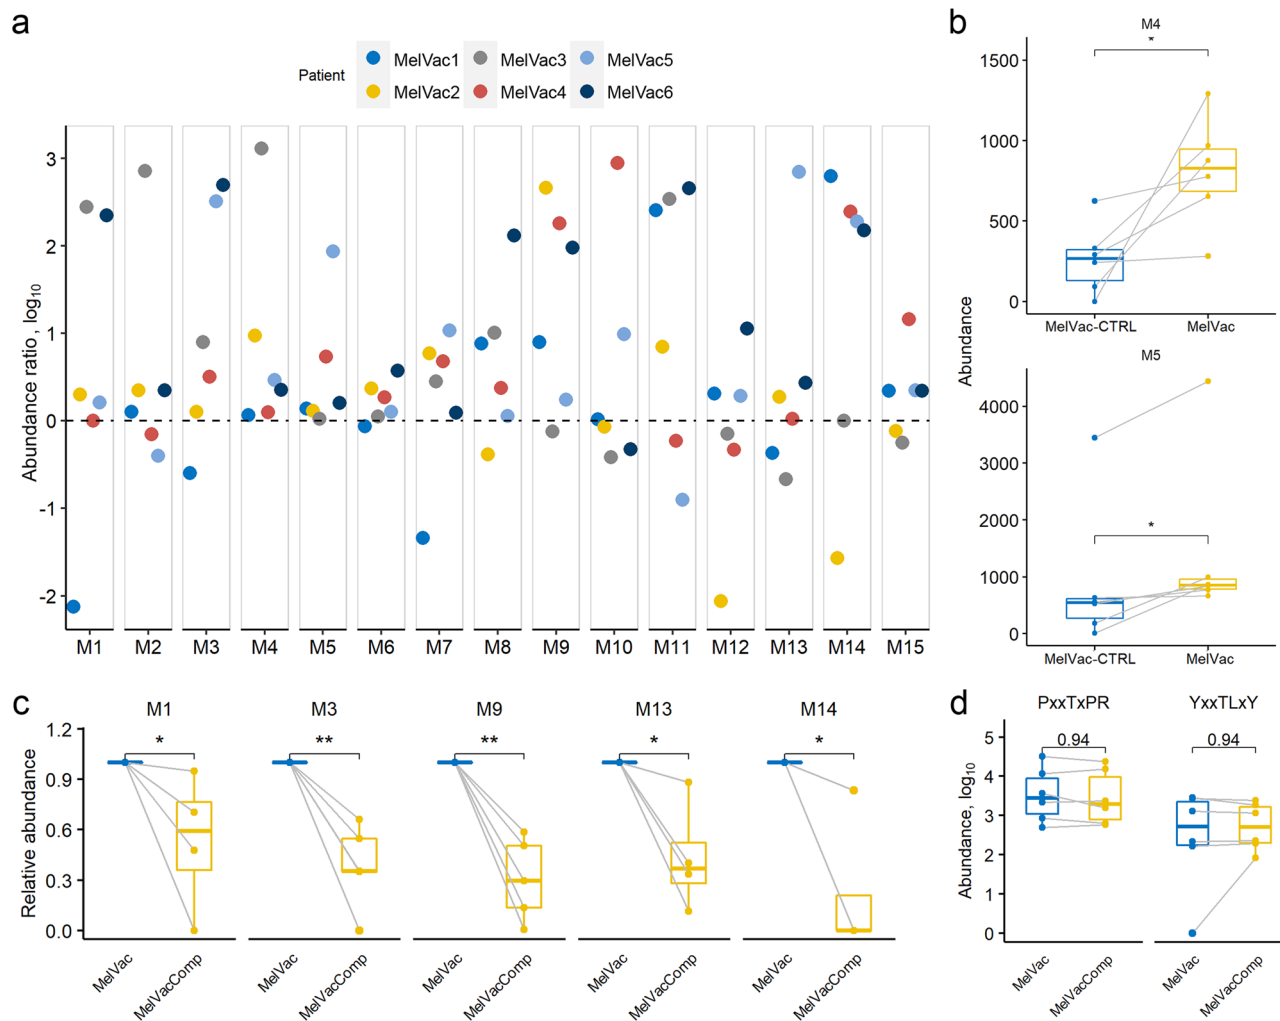 a
Patient
MelVac1
MelVac3
MelVac5
MelVac2
MelVac4
MelVac6
Abundance ratio, log10
3
2
1
0
-1
-2
M1 M2 M3 M4 M5 M6 M7 M8 M9 M10 M11 M12 M13 M14 M15
b
M4
*
1500
1000
500
0
MelVac-CTRL MelVac
Abundance
M5
*
4000
3000
2000
1000
0
MelVac-CTRL MelVac
c
M1 M3 M9 M13 M14
* ** ** * *
Relative abundance
1.2
0.9
0.6
0.3
0.0
MelVac MelVacComp MelVac MelVacComp MelVac MelVacComp MelVac MelVacComp MelVac MelVacComp
d
PxxTxPR YxxTLxY
0.94 0.94
Abundance, log10
5
4
3
2
1
0
MelVac MelVacComp MelVac MelVacComp